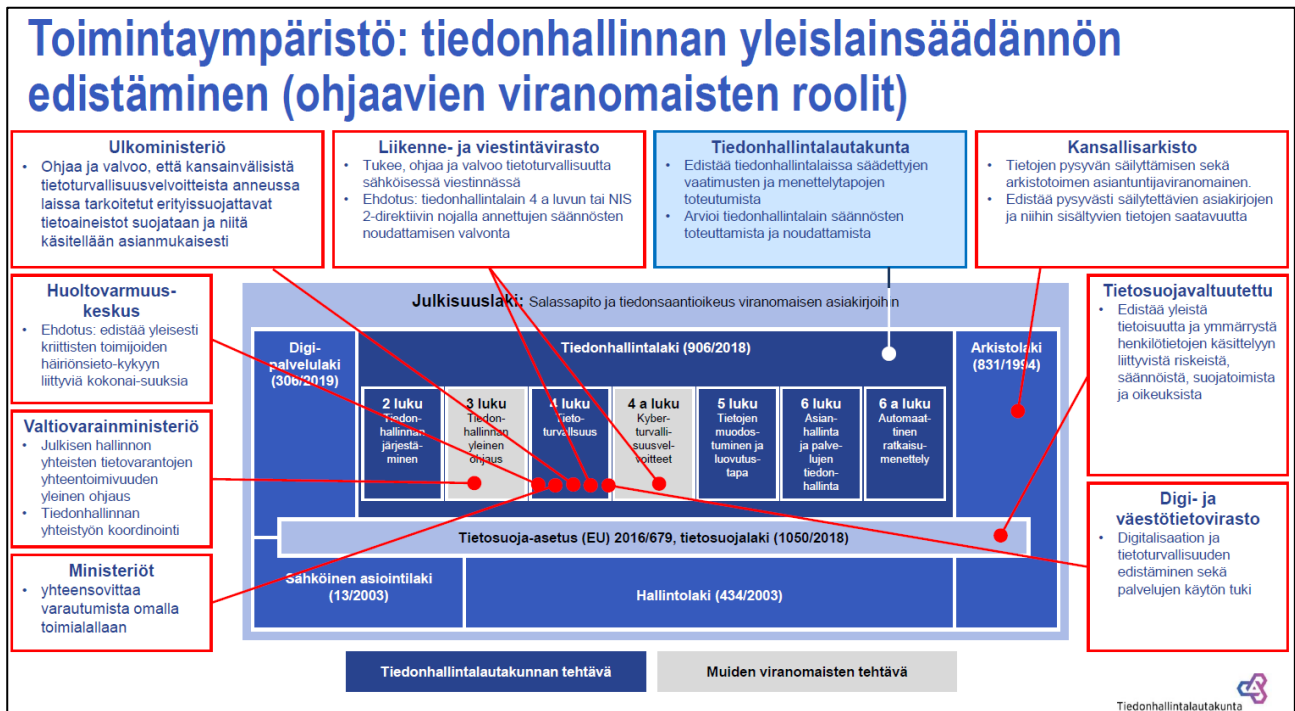 Toimintaympäristö: tiedonhallinnan yleislainsäädännön
edistäminen (ohjaavien viranomaisten roolit)
Ulkoministeriö
• Ohjaa ja valvoo, että kansainvälisistä
tietoturvallisuusvelvoitteista anneussa
laissa tarkoitetut erityissuojattavat
tietoaineistot suojataan ja niitä
käsitellään asianmukaisesti
Liikenne- ja viestintävirasto
• Tukee, ohjaa ja valvoo tietoturvallisuutta
sähköisessä viestinnässä
• Ehdotus: tiedonhallintalain 4 a luvun tai NIS
2-direktiivin nojalla annettujen säännösten
noudattamisen valvonta
Tiedonhallintalautakunta
• Edistää tiedonhallintalaissa säädettyjen
vaatimusten ja menettelytapojen
toteutumista
• Arvioi tiedonhallintalain säännösten
toteuttamista ja noudattamista
Kansallisarkisto
• Tietojen pysyvän säilyttämisen sekä
arkistotoimen asiantuntijaviranomainen.
• Edistää pysyvästi säilytettävien asiakirjojen
ja niihin sisältyvien tietojen saatavuutta
Huoltovarmuus-
keskus
• Ehdotus: edistää yleisesti
kriittisten toimijoiden
häiriönsieto-kykyyn
liittyviä kokonai-suuksia
Valtiovarainministeriö
• Julkisen hallinnon
yhteisten tietovarantojen
yhteentoimivuuden
yleinen ohjaus
• Tiedonhallinnan
yhteistyön koordinointi
Ministeriöt
• yhteensovittaa
varautumista omalla
toimialallaan
Julkisuuslaki: Salassapito ja tiedonsaantioikeus viranomaisen asiakirjoihin
Digi-
palvelulaki
(306/2019)
Tiedonhallintalaki (906/2018)
2 luku
Tiedon-
hallinnan
järjestä-
minen
3 luku
Tiedon-
hallinnan
yleinen
ohjaus
4 luku
Tieto-
turvallsuus
4 a luku
Kyber-
turvalli-
suusvel-
voitteet
5 luku
Tietojen
muodos-
tuminen ja
luovutus-
tapa
6 luku
Asian-
hallinta
ja palve-
lujen
tiedon-
hallinta
6 a luku
Automaat-
tinen
ratkaisu-
menettely
Arkistolaki
(831/1994)
Tietosuoja-asetus (EU) 2016/679, tietosuojalaki (1050/2018)
Sähköinen asiointilaki
(13/2003)
Hallintolaki (434/2003)
Tietosuojavaltuutettu
• Edistää yleistä
tietoisuutta ja ymmärrystä
henkilötietojen käsittelyyn
liittyvistä riskeistä,
säännöistä, suojatoimista
ja oikeuksista
Digi- ja
väestötietovirasto
• Digitalisaation ja
tietoturvallisuuden
edistäminen sekä
palvelujen käytön tuki
Tiedonhallintalautakunnan tehtävä
Muiden viranomaisten tehtävä
Tiedonhallintalautakunta